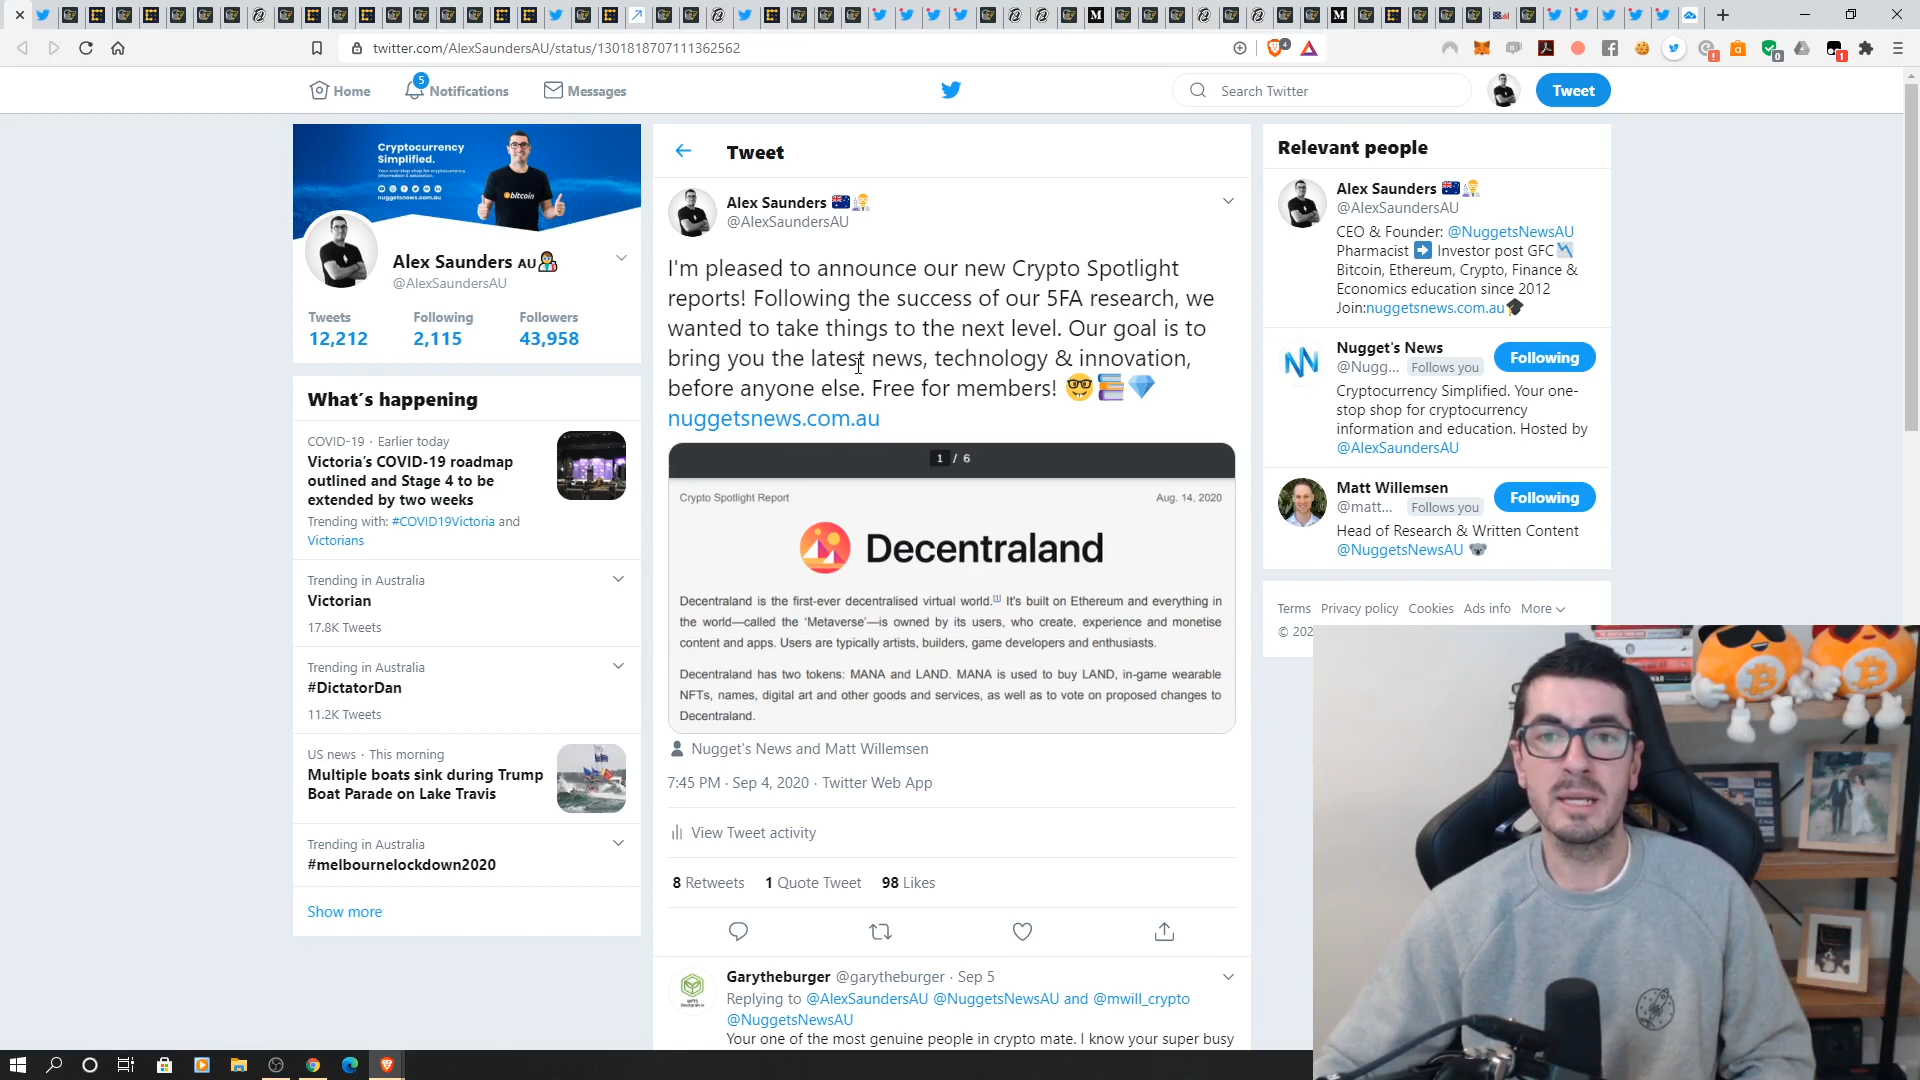 twitter.com/AlexSaundersAU/status/1301818707111362562
Home
5
Notifications
Messages
Search Twitter
Tweet
Cryptocurrency
Simplified.
Your one-stop shop for cryptocurrency
information & education.
nuggetsnews.com.au
bitcoin
Alex Saunders AU
@AlexSaundersAU
Tweets
Following
Followers
12,212
2,115
43,958
What's happening
COVID-19 · Earlier today
Victoria's COVID-19 roadmap
outlined and Stage 4 to be
extended by two weeks
Trending with: #COVID19Victoria and
Victorians
Trending in Australia
Victorian
17.8K Tweets
Trending in Australia
#DictatorDan
11.2K Tweets
US news · This morning
Multiple boats sink during Trump
Boat Parade on Lake Travis
Trending in Australia
#melbournelockdown2020
Show more
Tweet
Alex Saunders
@AlexSaundersAU
I'm pleased to announce our new Crypto Spotlight
reports! Following the success of our 5FA research, we
wanted to take things to the next level. Our goal is to
bring you the latest news, technology & innovation,
before anyone else. Free for members!
nuggetsnews.com.au
1 / 6
Crypto Spotlight Report
Aug. 14, 2020
Decentraland
Decentraland is the first-ever decentralised virtual world.[1] It's built on Ethereum and everything in
the world—called the 'Metaverse'—is owned by its users, who create, experience and monetise
content and apps. Users are typically artists, builders, game developers and enthusiasts.
Decentraland has two tokens: MANA and LAND. MANA is used to buy LAND, in-game wearable
NFTs, names, digital art and other goods and services, as well as to vote on proposed changes to
Decentraland.
Nugget's News and Matt Willemsen
7:45 PM · Sep 4, 2020 · Twitter Web App
View Tweet activity
8 Retweets 1 Quote Tweet 98 Likes
Garytheburger @garytheburger · Sep 5
Replying to @AlexSaundersAU @NuggetsNewsAU and @mwill_crypto
@NuggetsNewsAU
Your one of the most genuine people in crypto mate. I know your super busy
Relevant people
Alex Saunders
@AlexSaundersAU
CEO & Founder: @NuggetsNewsAU
Pharmacist Investor post GFC
Bitcoin, Ethereum, Crypto, Finance &
Economics education since 2012
Join:nuggetsnews.com.au
Nugget's News
@Nugg... Follows you
Following
Cryptocurrency Simplified. Your one-
stop shop for cryptocurrency
information and education. Hosted by
@AlexSaundersAU
Matt Willemsen
@matt... Follows you
Following
Head of Research & Written Content
@NuggetsNewsAU
Terms Privacy policy Cookies Ads info More
© 202